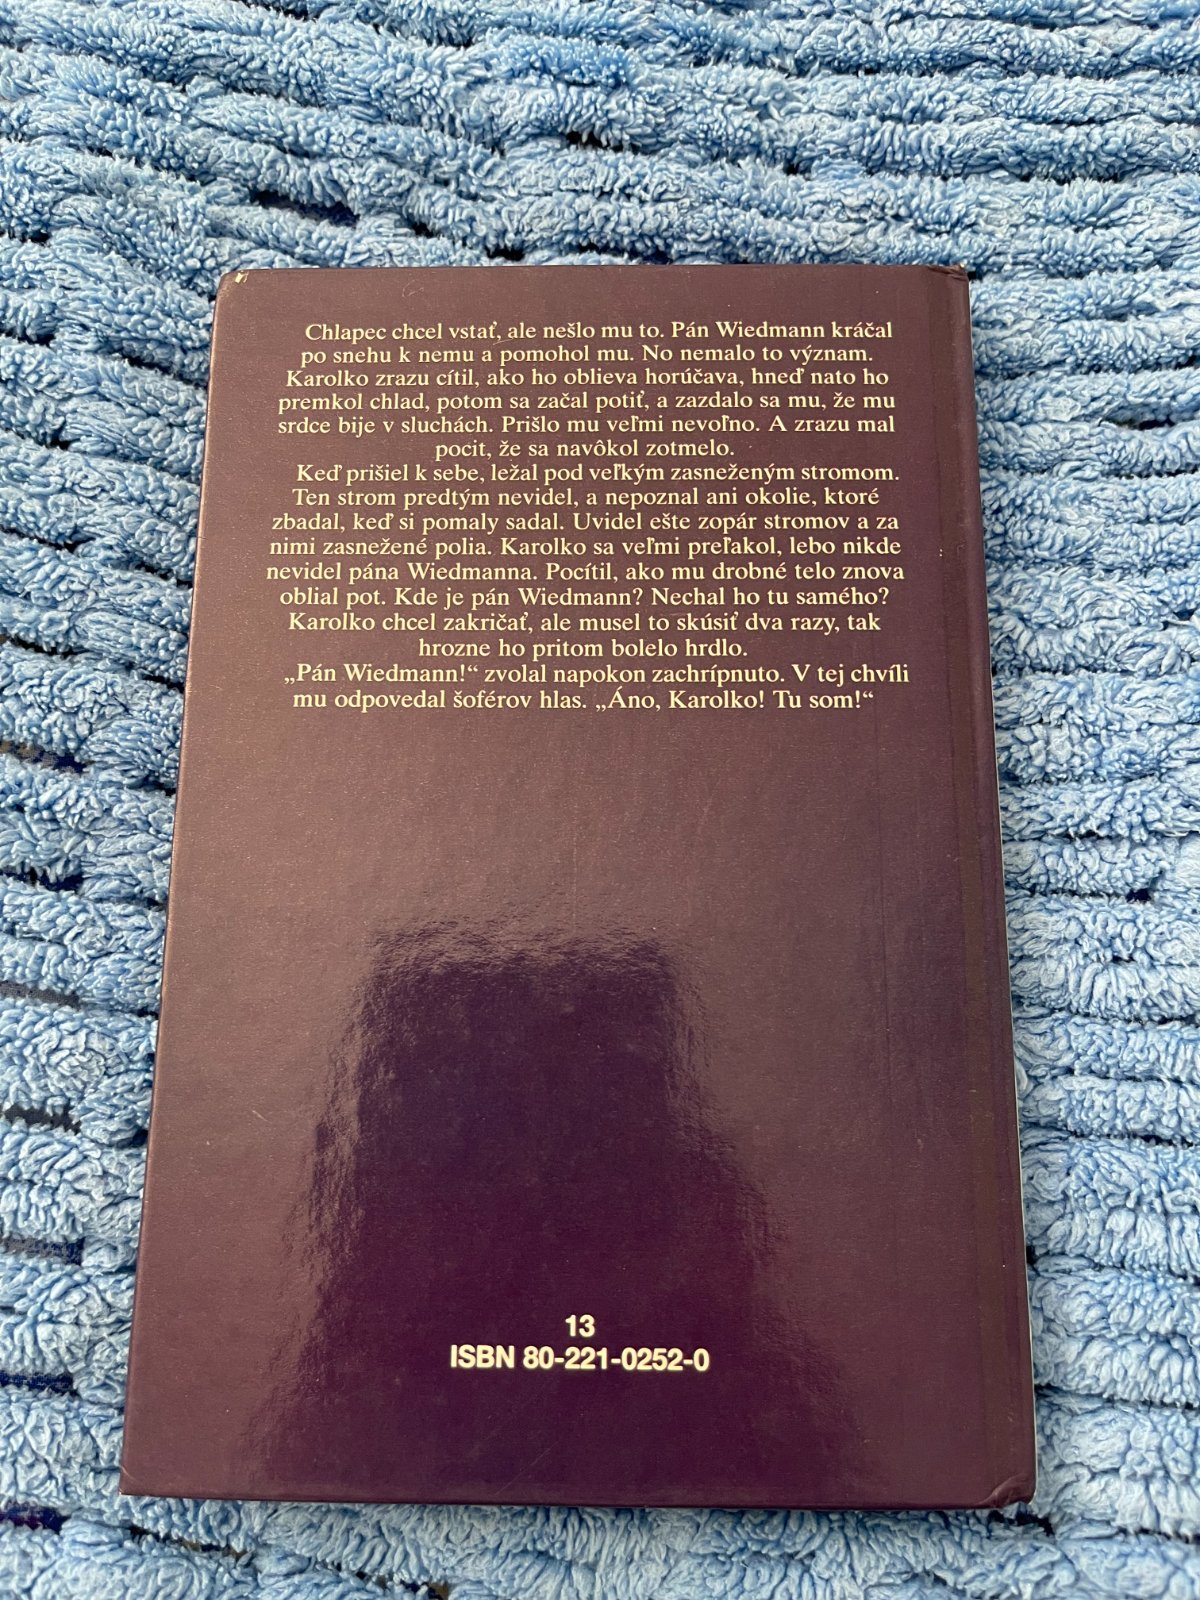 Chlapec chcel vstať, ale nešlo mu to. Pán Wiedmann kráčal
po snehu k nemu a pomohol mu. No nemalo to význam.
Karolko zrazu cítil, ako ho oblieva horúčava, hneď nato ho
premkol chlad, potom sa začal potiť, a zazdalo sa mu, že mu
srdce bije v sluchách. Prišlo mu veľmi nevoľno. A zrazu mal
pocit, že sa navôkol zotmelo.
Keď prišiel k sebe, ležal pod veľkým zasneženým stromom.
Ten strom predtým nevidel, a nepoznal ani okolie, ktoré
zbadal, keď si pomaly sadal. Uvidel ešte zopár stromov a za
nimi zasnežené polia. Karolko sa veľmi preľakol, lebo nikde
nevidel pána Wiedmanna. Pocítil, ako mu drobné telo znova
oblial pot. Kde je pán Wiedmann? Nechal ho tu samého?
Karolko chcel zakričať, ale musel to skúsiť dva razy, tak
hrozne ho pritom bolelo hrdlo.
„Pán Wiedmann!“ zvolal napokon zachrípnuto. V tej chvíli
mu odpovedal šoférov hlas. „Áno, Karolko! Tu som!“
13
ISBN 80-221-0252-0